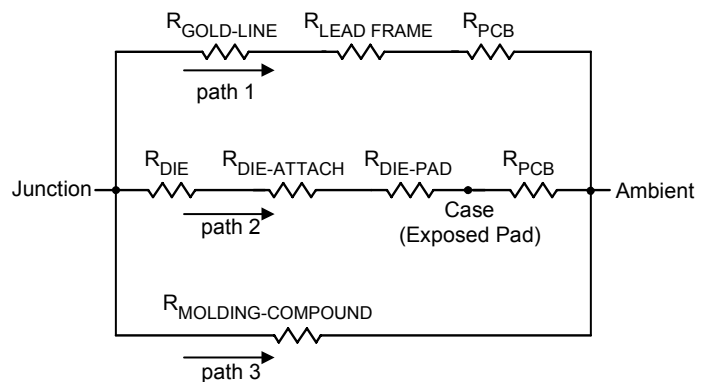 RGOLD-LINE RLEAD FRAME RPCB
path 1
RDIE RDIE-ATTACH RDIE-PAD RPCB
Junction Ambient
path 2
Case
(Exposed Pad)
RMOLDING-COMPOUND
path 3